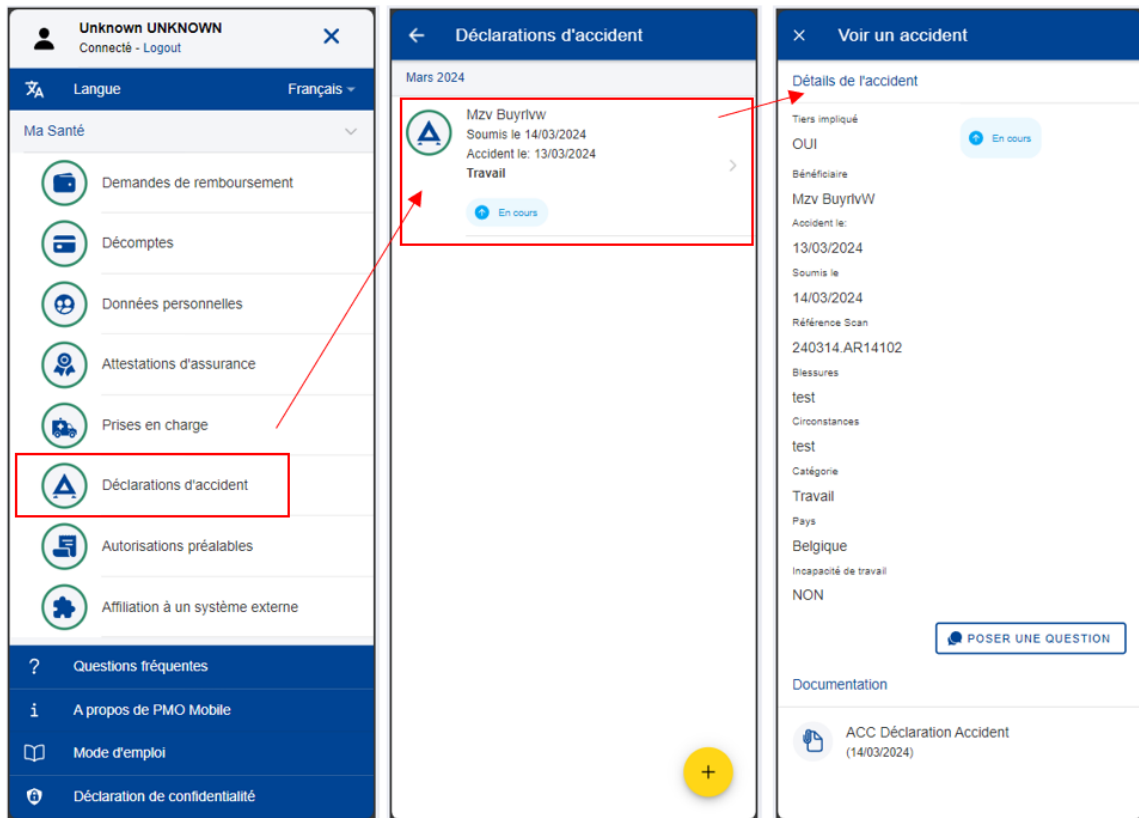 Unknown UNKNOWN
Connecté - Logout
Langue
Français
Ma Santé
Demandes de remboursement
Décomptes
Données personnelles
Attestations d'assurance
Prises en charge
Déclarations d'accident
Autorisations préalables
Affiliation à un système externe
Questions fréquentes
A propos de PMO Mobile
Mode d'emploi
Déclaration de confidentialité
Déclarations d'accident
Mars 2024
Mzv Buyrlvw
Soumis le 14/03/2024
Accident le: 13/03/2024
Travail
En cours
Voir un accident
Détails de l'accident
Tiers impliqué
OUI
En cours
Bénéficiaire
Mzv BuyrlvW
Accident le:
13/03/2024
Soumis le
14/03/2024
Référence Scan
240314.AR14102
Blessures
test
Circonstances
test
Catégorie
Travail
Pays
Belgique
Incapacité de travail
NON
POSER UNE QUESTION
Documentation
ACC Déclaration Accident
(14/03/2024)